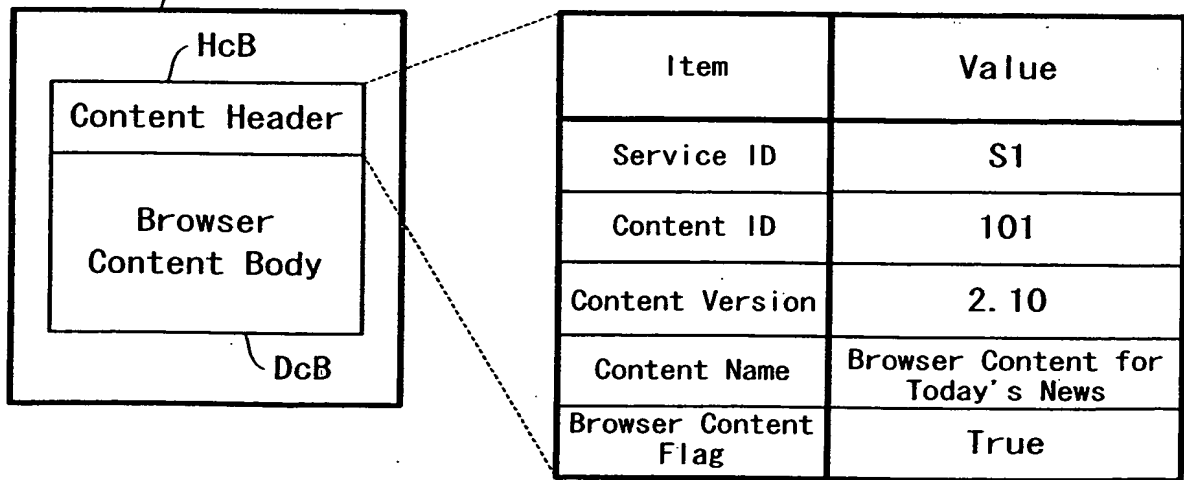 HcB
Content Header
Browser
Content Body
DcB
Item Value
Service ID S1
Content ID 101
Content Version 2.10
Content Name Browser Content for
Today's News
Browser Content
Flag True